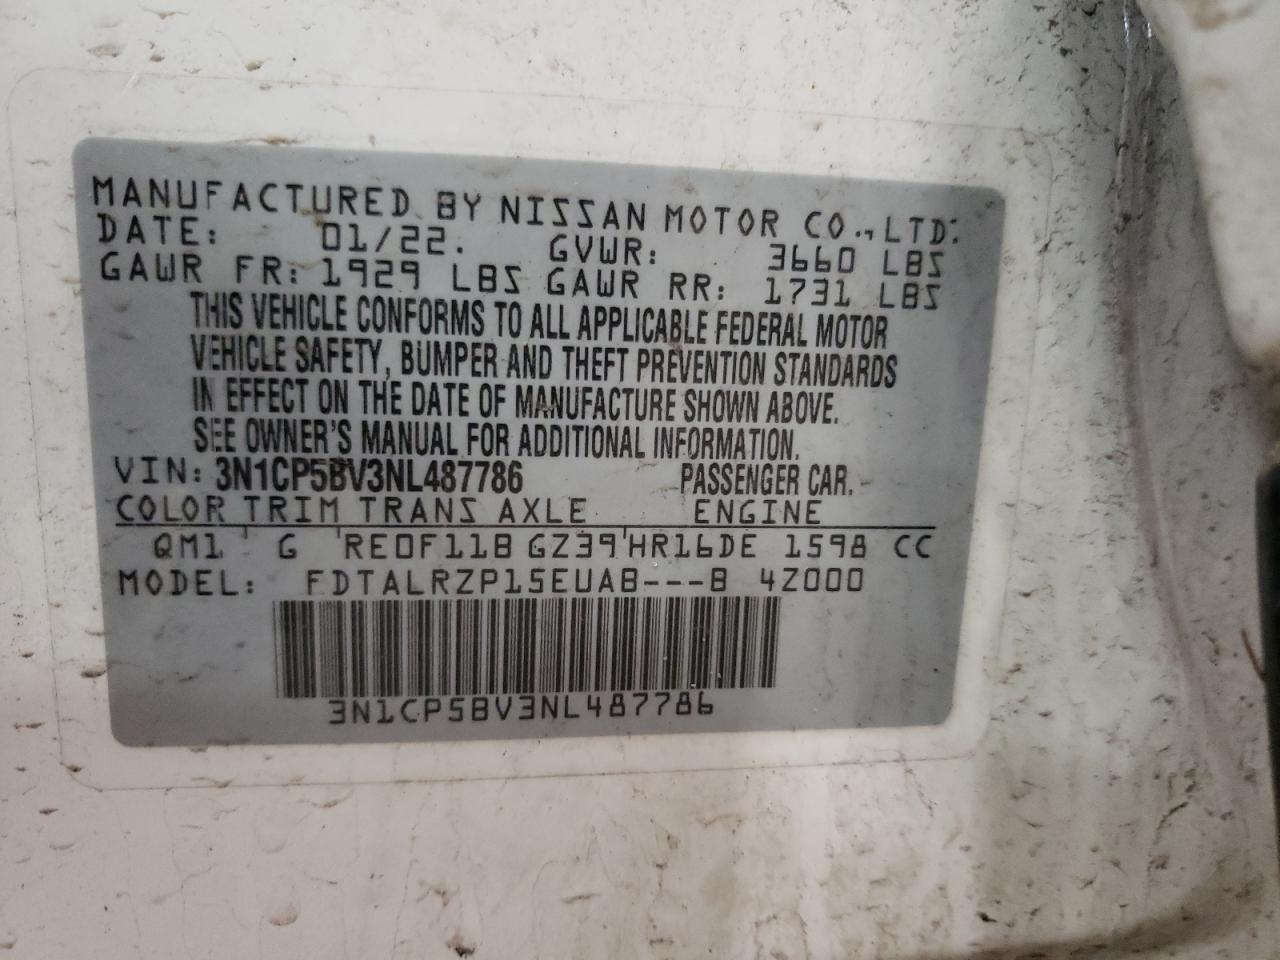 MANUFACTURED BY NISSAN MOTOR CO., LTD.
DATE: 01/22. GVWR: 3660 LBS
GAWR FR: 1929 LBS GAWR RR: 1731 LBS
THIS VEHICLE CONFORMS TO ALL APPLICABLE FEDERAL MOTOR
VEHICLE SAFETY, BUMPER AND THEFT PREVENTION STANDARDS
IN EFFECT ON THE DATE OF MANUFACTURE SHOWN ABOVE.
SEE OWNER'S MANUAL FOR ADDITIONAL INFORMATION.
VIN: 3N1CP5BV3NL487786 PASSENGER CAR.
COLOR TRIM TRANS AXLE ENGINE
QM1 G RE0F11B GZ39 HR16DE 1598 CC
MODEL: FDTALRZP15EUAB---B 4Z000
3N1CP5BV3NL487786